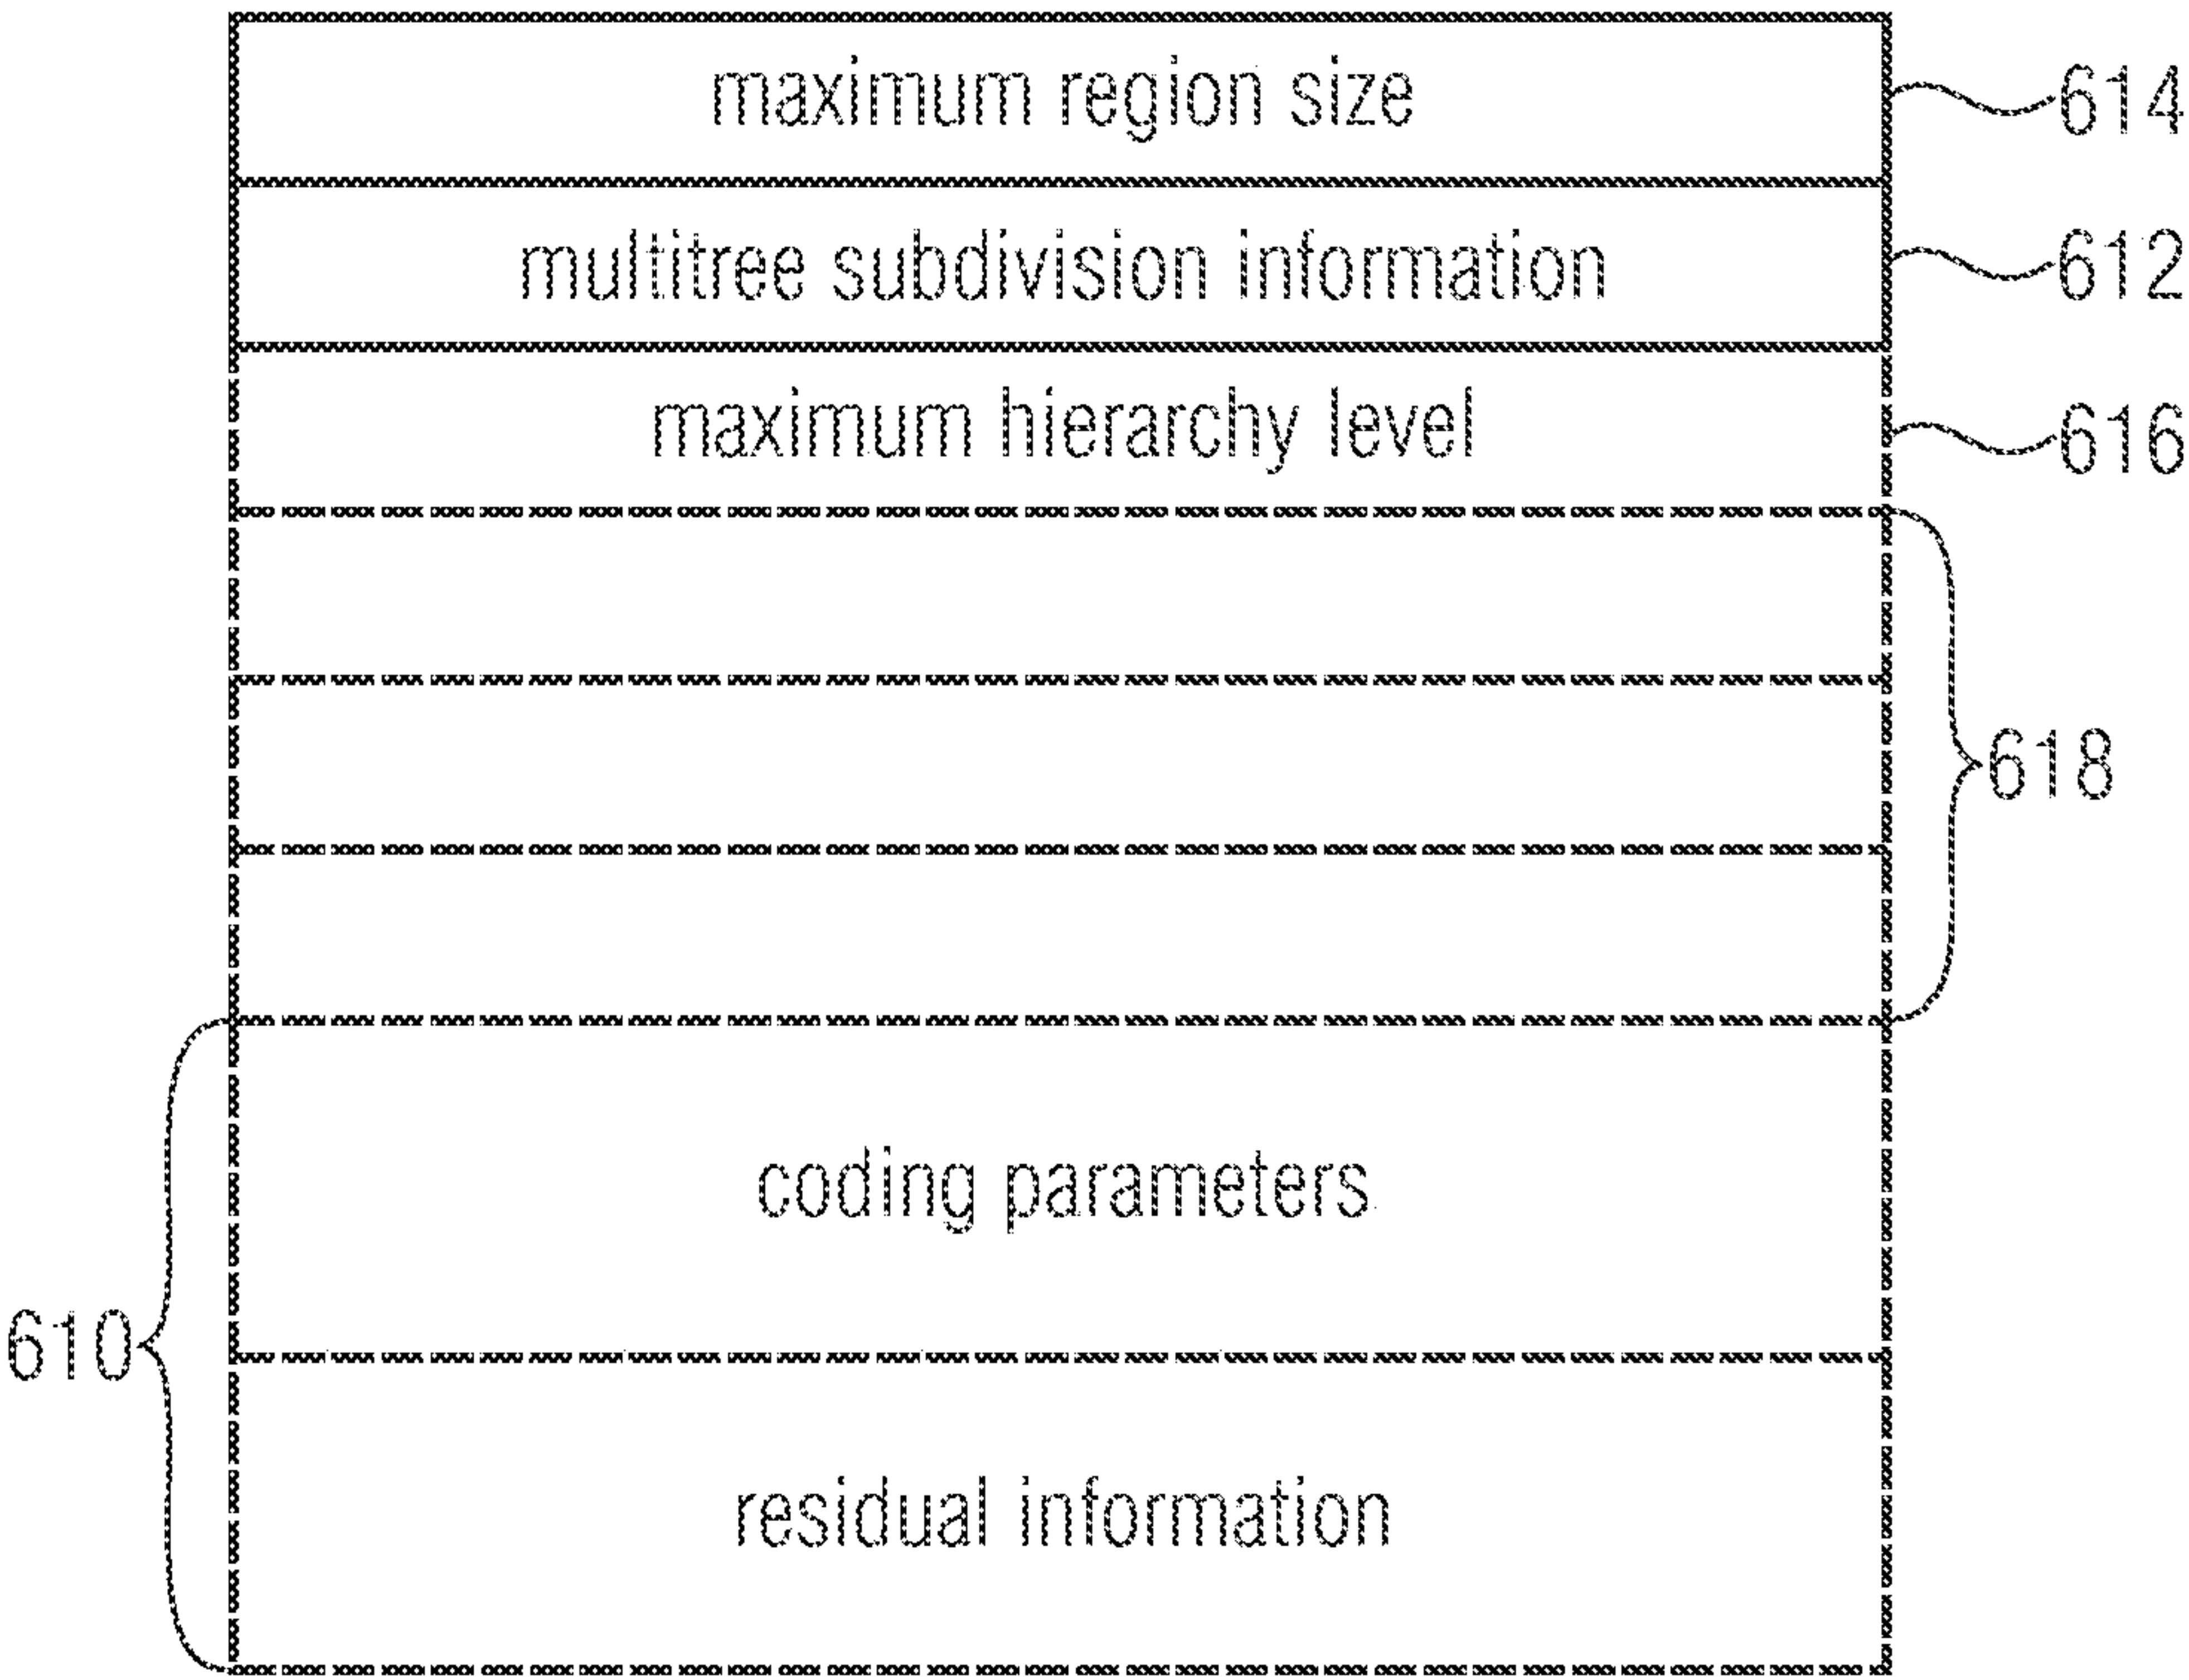 maximum region size 614
multitree subdivision information 612
maximum hierarchy level 616
618
coding parameters
610
residual information